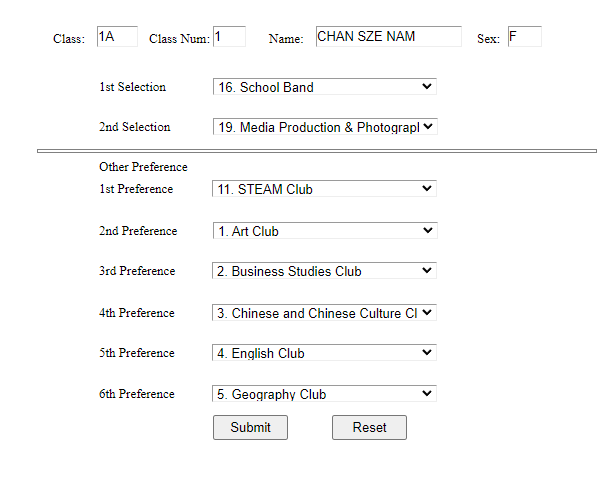 Class: 1A Class Num: 1 Name: CHAN SZE NAM Sex: F
1st Selection 16. School Band
2nd Selection 19. Media Production & Photograpl
Other Preference
1st Preference 11. STEAM Club
2nd Preference 1. Art Club
3rd Preference 2. Business Studies Club
4th Preference 3. Chinese and Chinese Culture Cl
5th Preference 4. English Club
6th Preference 5. Geography Club
Submit Reset